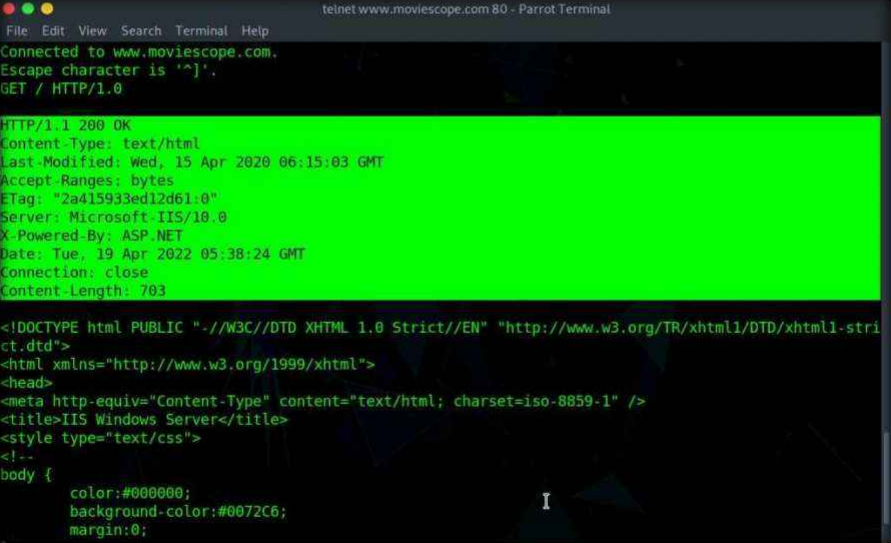 telnet www.moviescope.com 80 - Parrot Terminal
File Edit View Search Terminal Help
Connected to www.moviescope.com.
Escape character is '^]'.
GET / HTTP/1.0
HTTP/1.1 200 OK
Content-Type: text/html
Last-Modified: Wed, 15 Apr 2020 06:15:03 GMT
Accept-Ranges: bytes
ETag: "2a415933ed12d61:0"
Server: Microsoft-IIS/10.0
X-Powered-By: ASP.NET
Date: Tue, 19 Apr 2022 05:38:24 GMT
Connection: close
Content-Length: 703
<!DOCTYPE html PUBLIC "-//W3C//DTD XHTML 1.0 Strict//EN" "http://www.w3.org/TR/xhtml1/DTD/xhtml1-stri
ct.dtd">
<html xmlns="http://www.w3.org/1999/xhtml">
<head>
<meta http-equiv="Content-Type" content="text/html; charset=iso-8859-1" />
<title>IIS Windows Server</title>
<style type="text/css">
<!--
body {
color:#000000;
background-color:#0072C6;
margin:0;